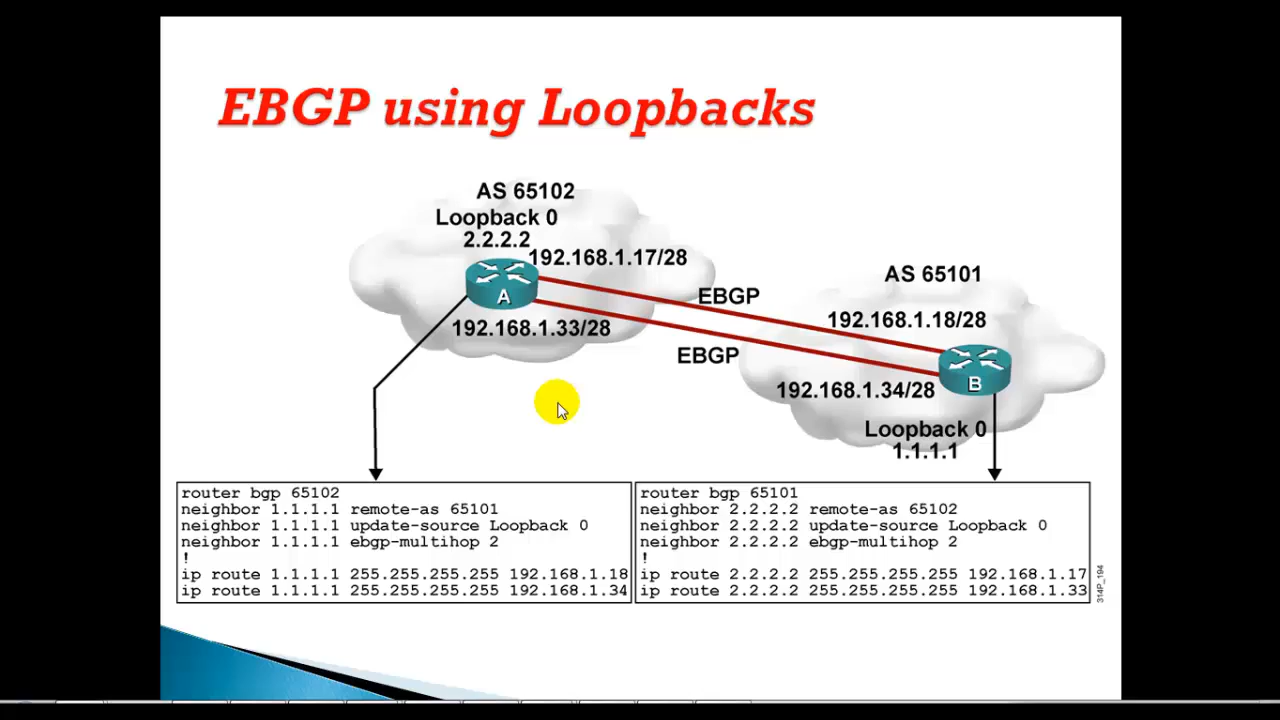 EBGP using Loopbacks
AS 65102
Loopback 0
2.2.2.2
192.168.1.17/28
A
192.168.1.33/28
EBGP
EBGP
AS 65101
192.168.1.18/28
B
192.168.1.34/28
Loopback 0
1.1.1.1
router bgp 65102
neighbor 1.1.1.1 remote-as 65101
neighbor 1.1.1.1 update-source Loopback 0
neighbor 1.1.1.1 ebgp-multihop 2
!
ip route 1.1.1.1 255.255.255.255 192.168.1.18
ip route 1.1.1.1 255.255.255.255 192.168.1.34
router bgp 65101
neighbor 2.2.2.2 remote-as 65102
neighbor 2.2.2.2 update-source Loopback 0
neighbor 2.2.2.2 ebgp-multihop 2
!
ip route 2.2.2.2 255.255.255.255 192.168.1.17
ip route 2.2.2.2 255.255.255.255 192.168.1.33
314P_194